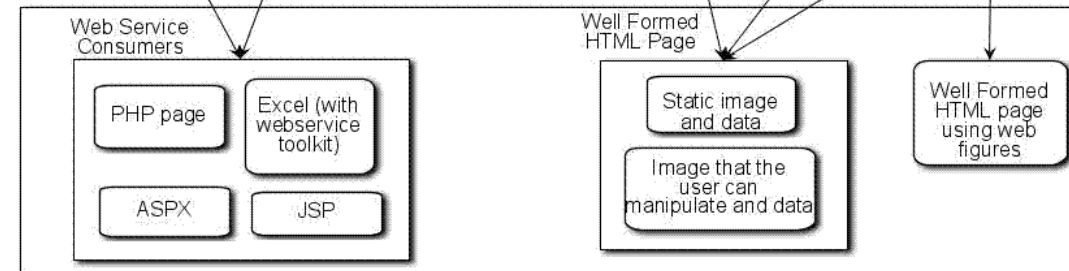 Web Service
Consumers
PHP page
Excel (with
webservice
toolkit)
ASPX
JSP
Well Formed
HTML Page
Static image
and data
Image that the
user can
manipulate and data
Well Formed
HTML page
using web
figures